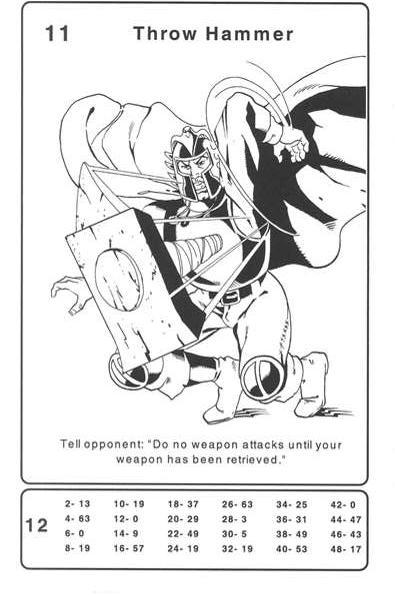 11 Throw Hammer
Tell opponent: "Do no weapon attacks until your
weapon has been retrieved."
12
2- 13 10- 19 18- 37 26- 63 34- 25 42- 0
4- 63 12- 0 20- 29 28- 3 36- 31 44- 47
6- 0 14- 9 22- 49 30- 5 38- 49 46- 43
8- 19 16- 57 24- 19 32- 19 40- 53 48- 17